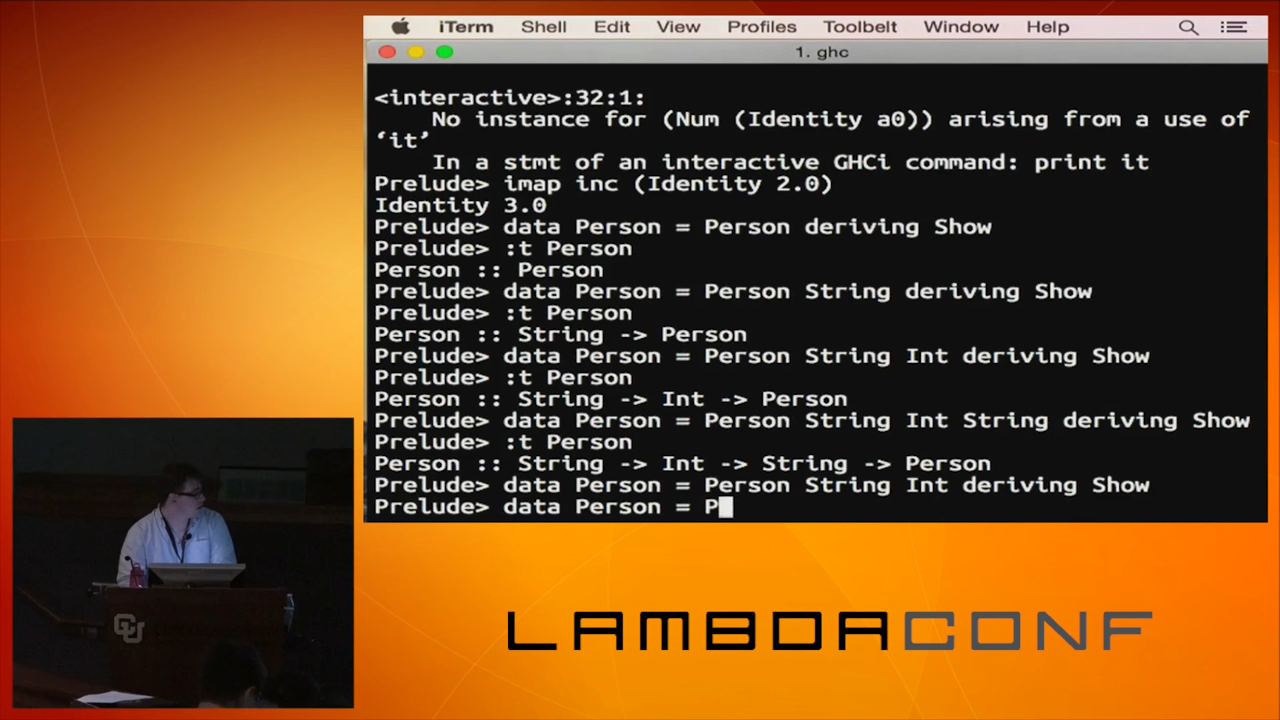 iTerm Shell Edit View Profiles Toolbelt Window Help
1. ghc
<interactive>:32:1:
No instance for (Num (Identity a0)) arising from a use of
‘it’
In a stmt of an interactive GHCi command: print it
Prelude> imap inc (Identity 2.0)
Identity 3.0
Prelude> data Person = Person deriving Show
Prelude> :t Person
Person :: Person
Prelude> data Person = Person String deriving Show
Prelude> :t Person
Person :: String -> Person
Prelude> data Person = Person String Int deriving Show
Prelude> :t Person
Person :: String -> Int -> Person
Prelude> data Person = Person String Int String deriving Show
Prelude> :t Person
Person :: String -> Int -> String -> Person
Prelude> data Person = Person String Int deriving Show
Prelude> data Person = P
CU
LAMBDACONF